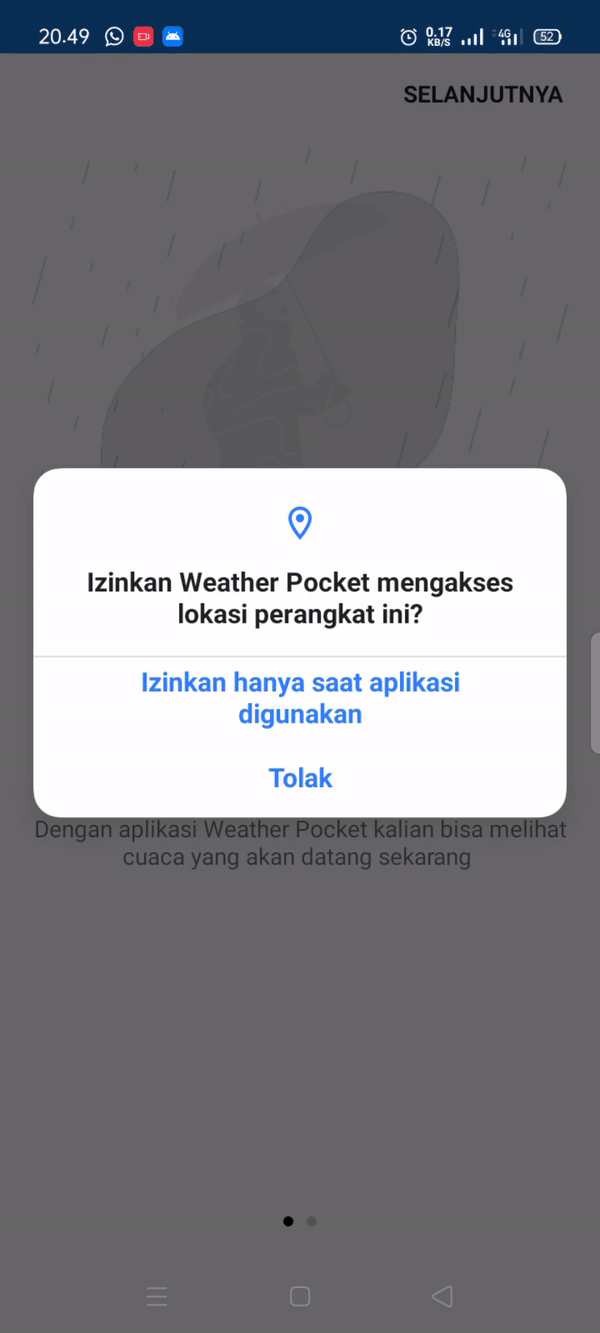 20.49
0.17
KB/S
4G
52
SELANJUTNYA
Izinkan Weather Pocket mengakses
lokasi perangkat ini?
Izinkan hanya saat aplikasi
digunakan
Tolak
Dengan aplikasi Weather Pocket kalian bisa melihat
cuaca yang akan datang sekarang